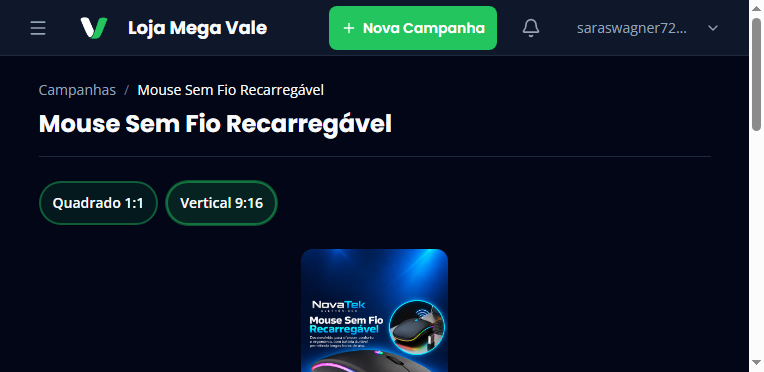 Loja Mega Vale
+ Nova Campanha
saraswagner72...
Campanhas / Mouse Sem Fio Recarregável
Mouse Sem Fio Recarregável
Quadrado 1:1
Vertical 9:16
NovaTek
Mouse Sem Fio
Recarregável